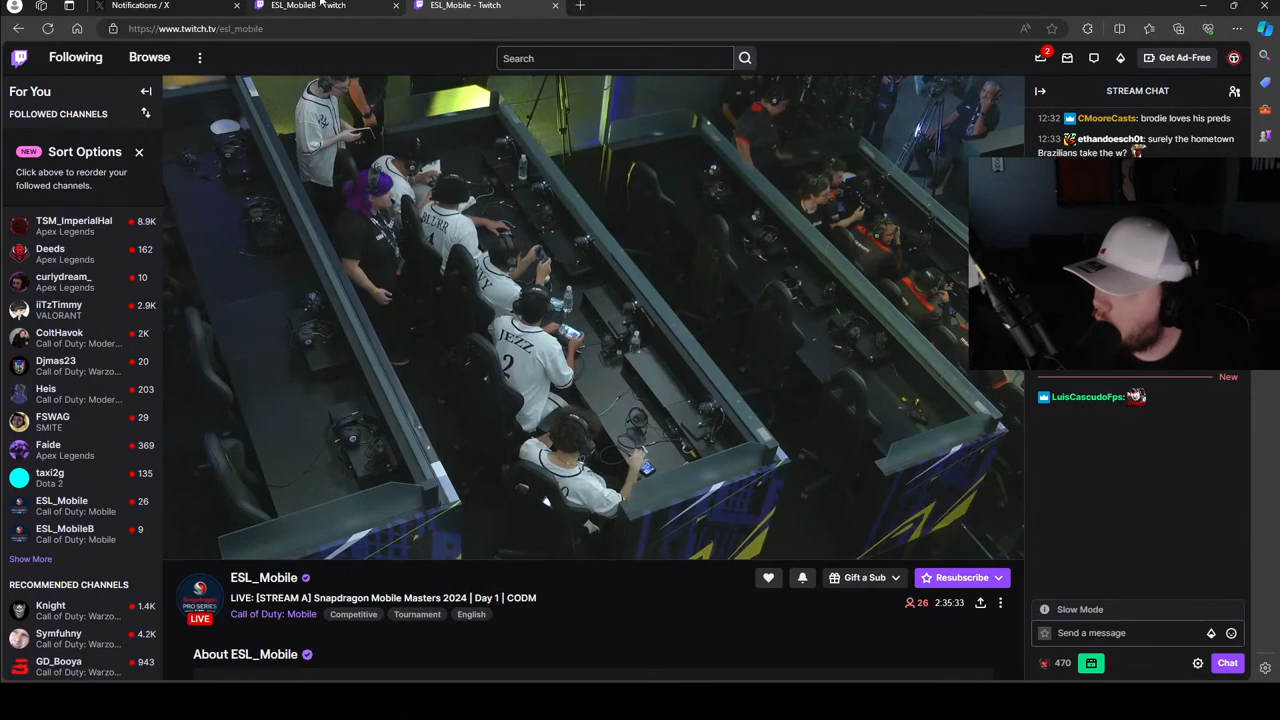 Notifications / X
ESL_MobileB
Twitch
ESL_Mobile - Twitch
https://www.twitch.tv/esl_mobile
Following
Browse
Search
2
Get Ad-Free
For You
FOLLOWED CHANNELS
NEW
Sort Options
Click above to reorder your
followed channels.
TSM_ImperialHal
8.9K
Apex Legends
Deeds
162
Apex Legends
curlydream_
10
Apex Legends
iiTzTimmy
2.9K
VALORANT
ColtHavok
2K
Call of Duty: Moder...
Djmas23
20
Call of Duty: Warzo...
Heis
203
Call of Duty: Moder...
FSWAG
29
SMITE
Faide
369
Apex Legends
taxi2g
135
Dota 2
ESL_Mobile
26
Call of Duty: Mobile
ESL_MobileB
9
Call of Duty: Mobile
Show More
RECOMMENDED CHANNELS
Knight
1.4K
Call of Duty: Warzo...
Symfuhny
4.2K
Call of Duty: Warzo...
GD_Booya
943
Call of Duty: Warzo...
BLLRR
JEZZ
2
LIVE
ESL_Mobile
LIVE: [STREAM A] Snapdragon Mobile Masters 2024 | Day 1 | CODM
Call of Duty: Mobile
Competitive
Tournament
English
Gift a Sub
Resubscribe
26
2:35:33
About ESL_Mobile
STREAM CHAT
12:32 CMooreCasts: brodie loves his preds
12:33 ethandoesch0t: surely the hometown
Brazilians take the w?
New
LuisCascudoFps:
Slow Mode
Send a message
470
Chat